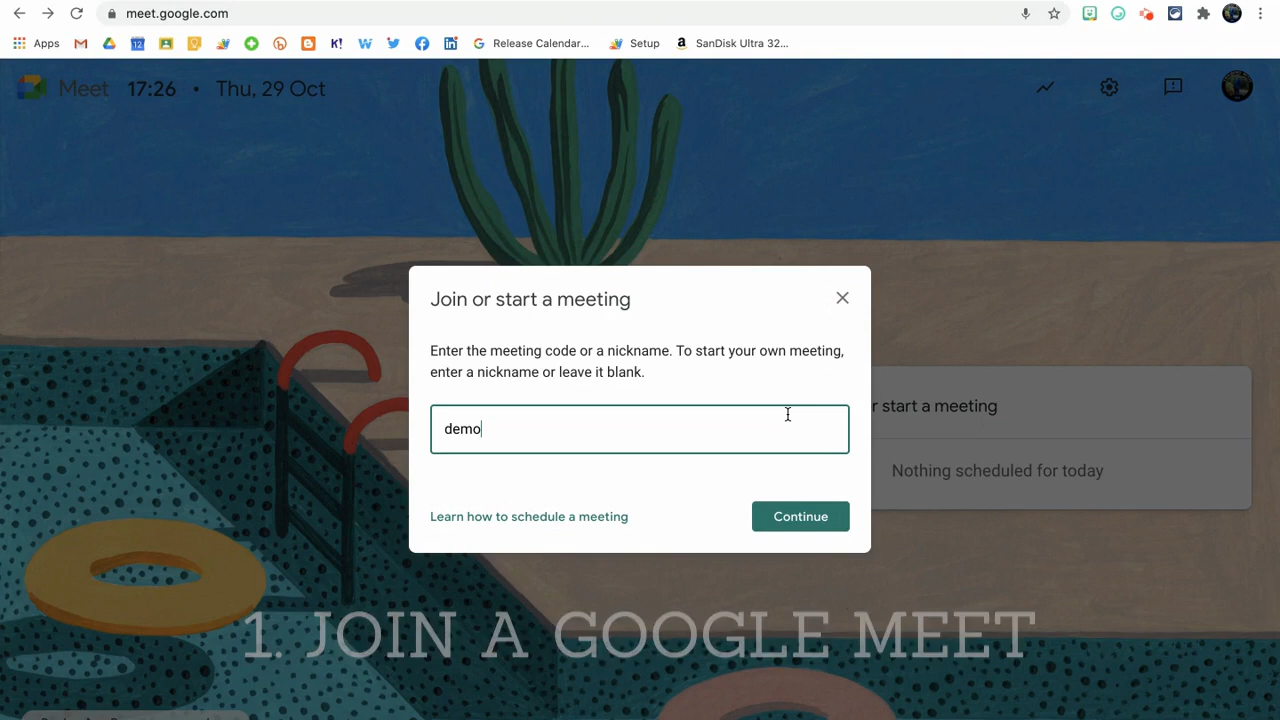 meet.google.com
Apps
Release Calendar...
Setup
SanDisk Ultra 32...
Meet 17:26 • Thu, 29 Oct
Join or start a meeting
Enter the meeting code or a nickname. To start your own meeting,
enter a nickname or leave it blank.
demo
r start a meeting
Nothing scheduled for today
Learn how to schedule a meeting
Continue
1. JOIN A GOOGLE MEET